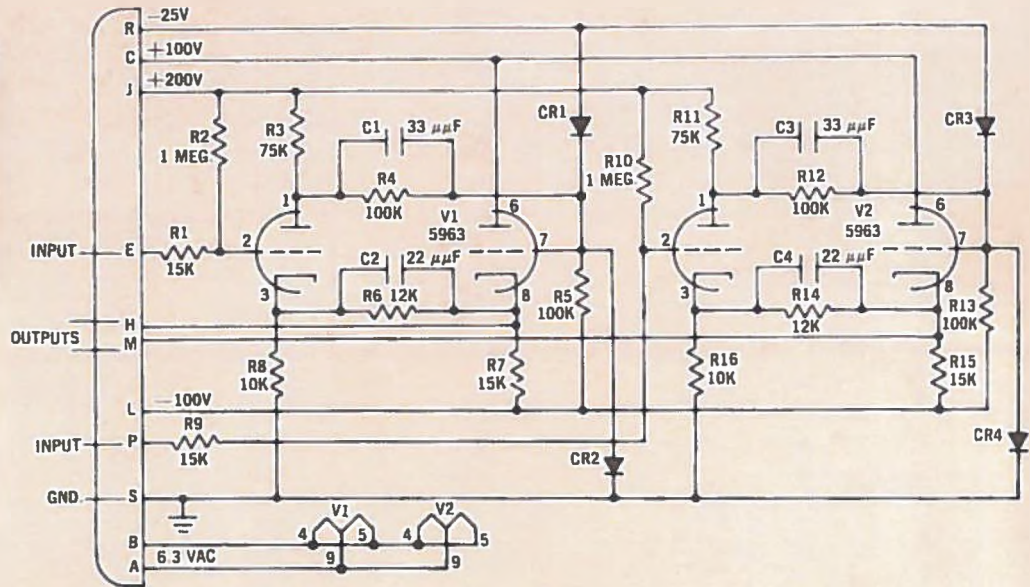 R −25V
C +100V
J +200V
R2
1 MEG.
R3
75K
C1 33 μμF
R4
100K
CR1
R10
1 MEG.
R11
75K
C3 33 μμF
R12
100K
CR3
1
6
V1
5963
1
6
V2
5963
INPUT E R1
15K
2
7
2
7
3
C2 22 μμF
R6 12K
8
R5
100K
3
C4 22 μμF
R14
12K
8
R13
100K
OUTPUTS H
M
R8
10K
R7
15K
R16
10K
R15
15K
L −100V
INPUT P R9
15K
CR2
CR4
GND. S
V1 V2
B 4 5 4 5
A 6.3 VAC 9 9